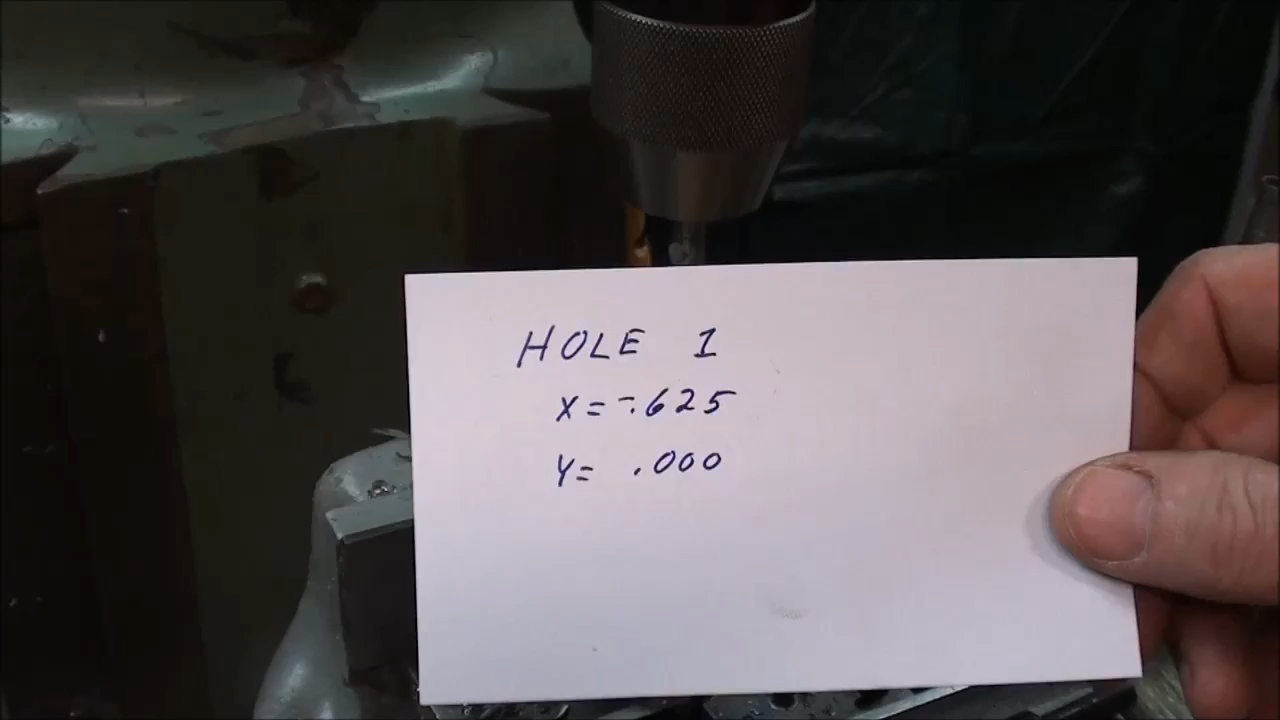 HOLE 1
X = -.625
Y = .000